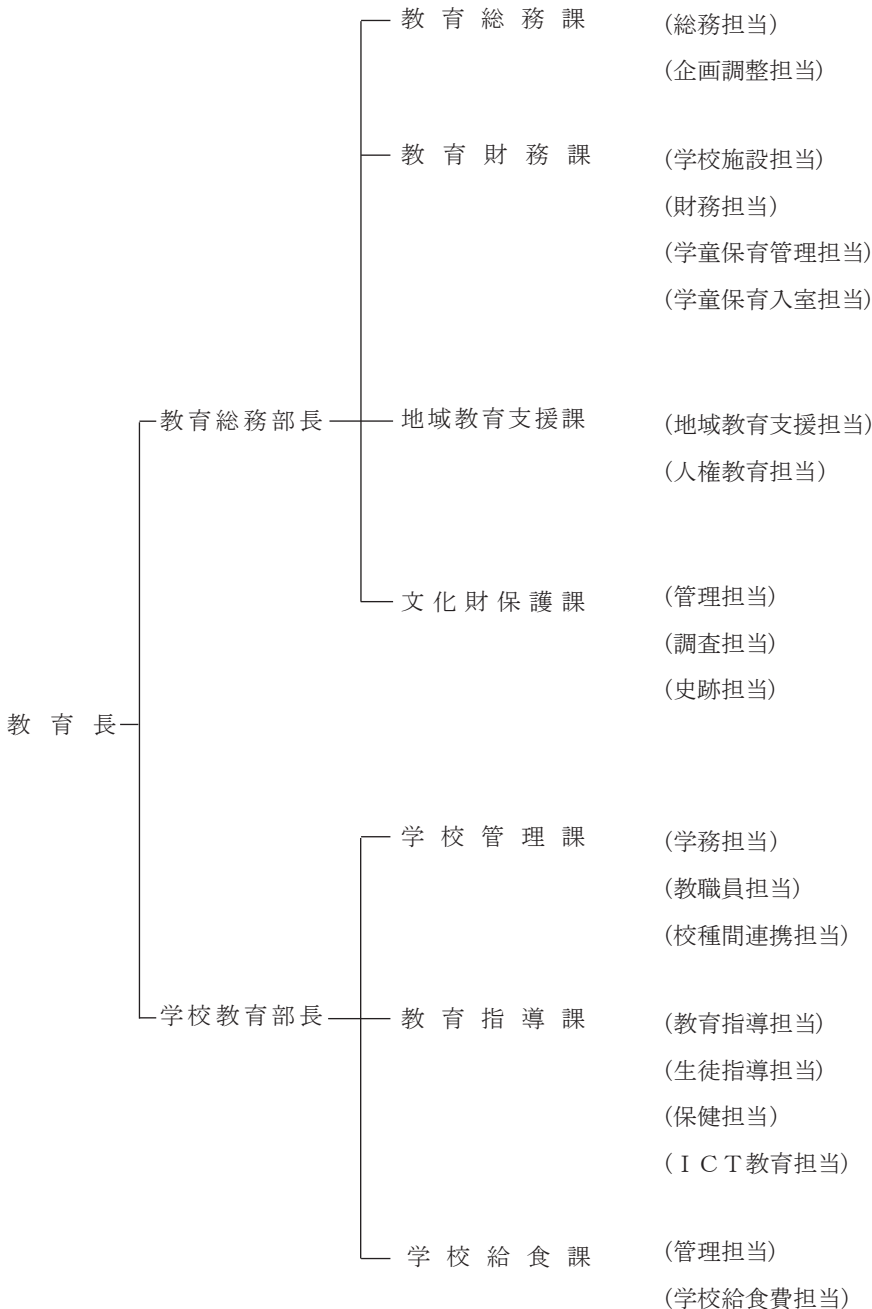 教育総務課 (総務担当)
(企画調整担当)
教育財務課 (学校施設担当)
(財務担当)
(学童保育管理担当)
(学童保育入室担当)
教育総務部長 地域教育支援課 (地域教育支援担当)
(人権教育担当)
文化財保護課 (管理担当)
(調査担当)
(史跡担当)
教育長
学校管理課 (学務担当)
(教職員担当)
(校種間連携担当)
学校教育部長 教育指導課 (教育指導担当)
(生徒指導担当)
(保健担当)
(ＩＣＴ教育担当)
学校給食課 (管理担当)
(学校給食費担当)